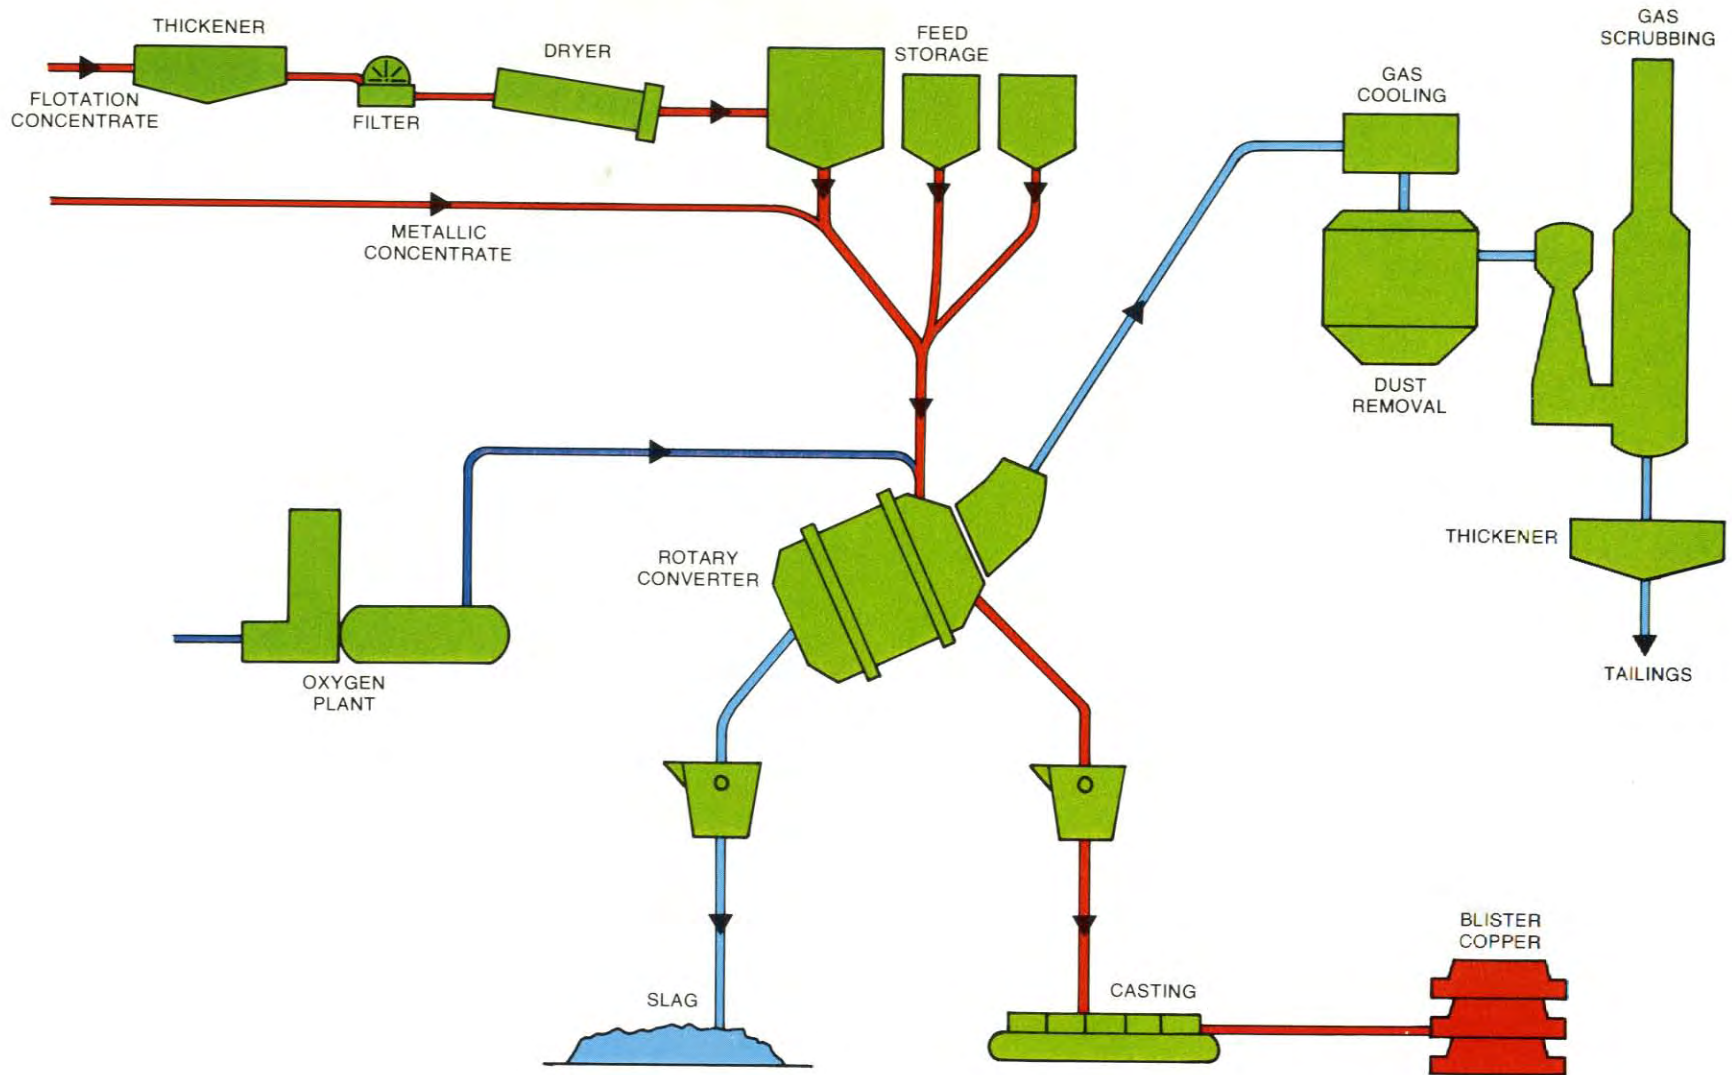 THICKENER
FLOTATION
CONCENTRATE
FILTER
DRYER
FEED
STORAGE
METALLIC
CONCENTRATE
GAS
SCRUBBING
GAS
COOLING
DUST
REMOVAL
THICKENER
TAILINGS
ROTARY
CONVERTER
OXYGEN
PLANT
SLAG
CASTING
BLISTER
COPPER